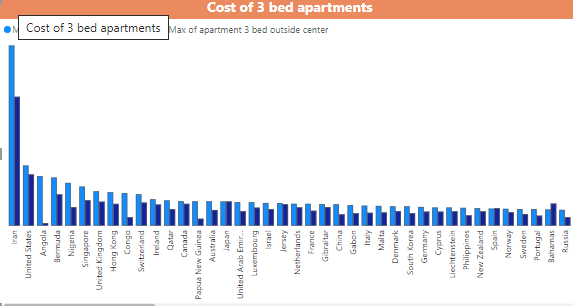 Cost of 3 bed apartments
Cost of 3 bed apartments
Max of apartment 3 bed outside center
Iran
United States
Angola
Bermuda
Nigeria
Singapore
United Kingdom
Hong Kong
Congo
Switzerland
Ireland
Qatar
Canada
Papua New Guinea
Australia
Japan
United Arab Emir...
Luxembourg
Israel
Jersey
Netherlands
France
Gibraltar
China
Gabon
Italy
Malta
Denmark
South Korea
Germany
Cyprus
Liechtenstein
Philippines
New Zealand
Spain
Norway
Sweden
Portugal
Bahamas
Russia